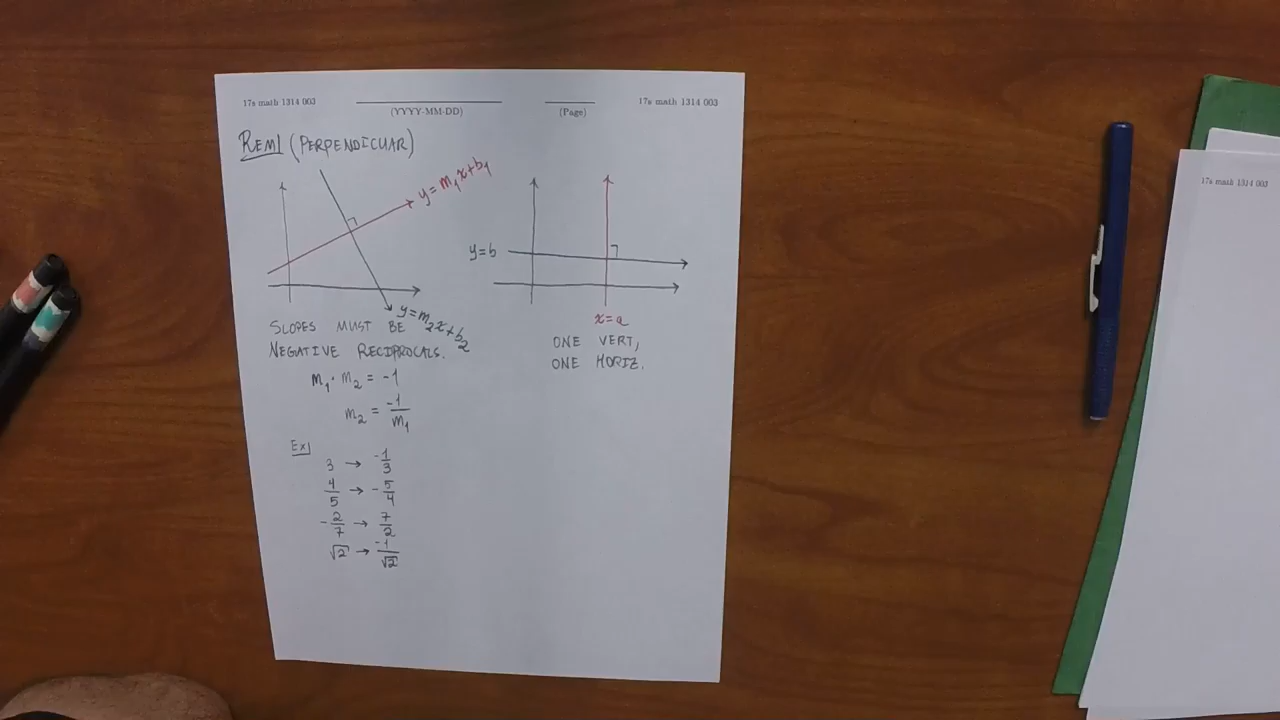 17s math 1314 003
(YYYY-MM-DD)
(Page)
17s math 1314 003
REM (PERPENDICUAR)
y = m₁x+b₁
y = m₂x+b₂
SLOPES MUST BE
NEGATIVE RECIPROCALS.
m₁ · m₂ = -1
m₂ = -1/m₁
Ex
3 → -1/3
4/5 → -5/4
-2/7 → 7/2
√2 → -1/√2
y=b
x=a
ONE VERT,
ONE HORIZ.
17s math 1314 003